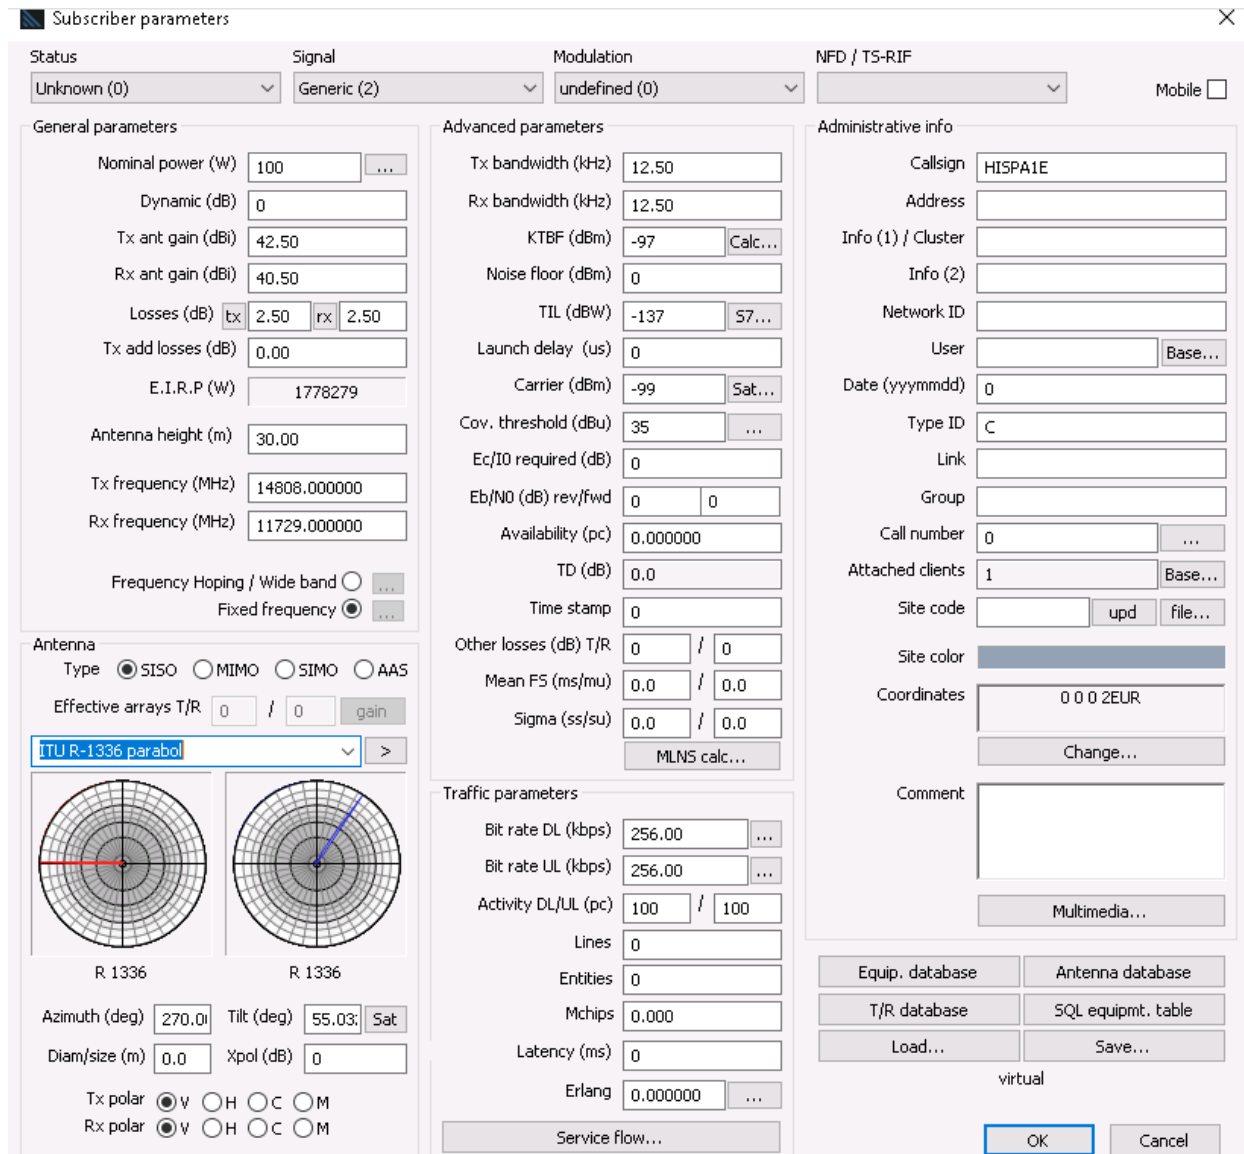 Subscriber parameters
Status
Unknown (0)
Signal
Generic (2)
Modulation
undefined (0)
NFD / TS-RIF
Mobile
General parameters
Nominal power (W) 100 ...
Dynamic (dB) 0
Tx ant gain (dBi) 42.50
Rx ant gain (dBi) 40.50
Losses (dB) tx 2.50 rx 2.50
Tx add losses (dB) 0.00
E.I.R.P (W) 1778279
Antenna height (m) 30.00
Tx frequency (MHz) 14808.000000
Rx frequency (MHz) 11729.000000
Frequency Hoping / Wide band ...
Fixed frequency ...
Antenna
Type SISO MIMO SIMO AAS
Effective arrays T/R 0 / 0 gain
ITU R-1336 parabol >
R 1336 R 1336
Azimuth (deg) 270.0 Tilt (deg) 55.03 Sat
Diam/size (m) 0.0 Xpol (dB) 0
Tx polar V H C M
Rx polar V H C M
Advanced parameters
Tx bandwidth (kHz) 12.50
Rx bandwidth (kHz) 12.50
KTBF (dBm) -97 Calc...
Noise floor (dBm) 0
TIL (dBW) -137 S7...
Launch delay (us) 0
Carrier (dBm) -99 Sat...
Cov. threshold (dBu) 35 ...
Ec/I0 required (dB) 0
Eb/N0 (dB) rev/fwd 0 0
Availability (pc) 0.000000
TD (dB) 0.0
Time stamp 0
Other losses (dB) T/R 0 / 0
Mean FS (ms/mu) 0.0 / 0.0
Sigma (ss/su) 0.0 / 0.0
MLNS calc...
Traffic parameters
Bit rate DL (kbps) 256.00 ...
Bit rate UL (kbps) 256.00 ...
Activity DL/UL (pc) 100 / 100
Lines 0
Entities 0
Mchips 0.000
Latency (ms) 0
Erlang 0.000000 ...
Service flow...
Administrative info
Callsign HISPA1E
Address
Info (1) / Cluster
Info (2)
Network ID
User Base...
Date (yyymmdd) 0
Type ID C
Link
Group
Call number 0 ...
Attached clients 1 Base...
Site code upd file...
Site color
Coordinates 0 0 0 2EUR
Change...
Comment
Multimedia...
Equip. database Antenna database
T/R database SQL equipmt. table
Load... Save...
virtual
OK Cancel